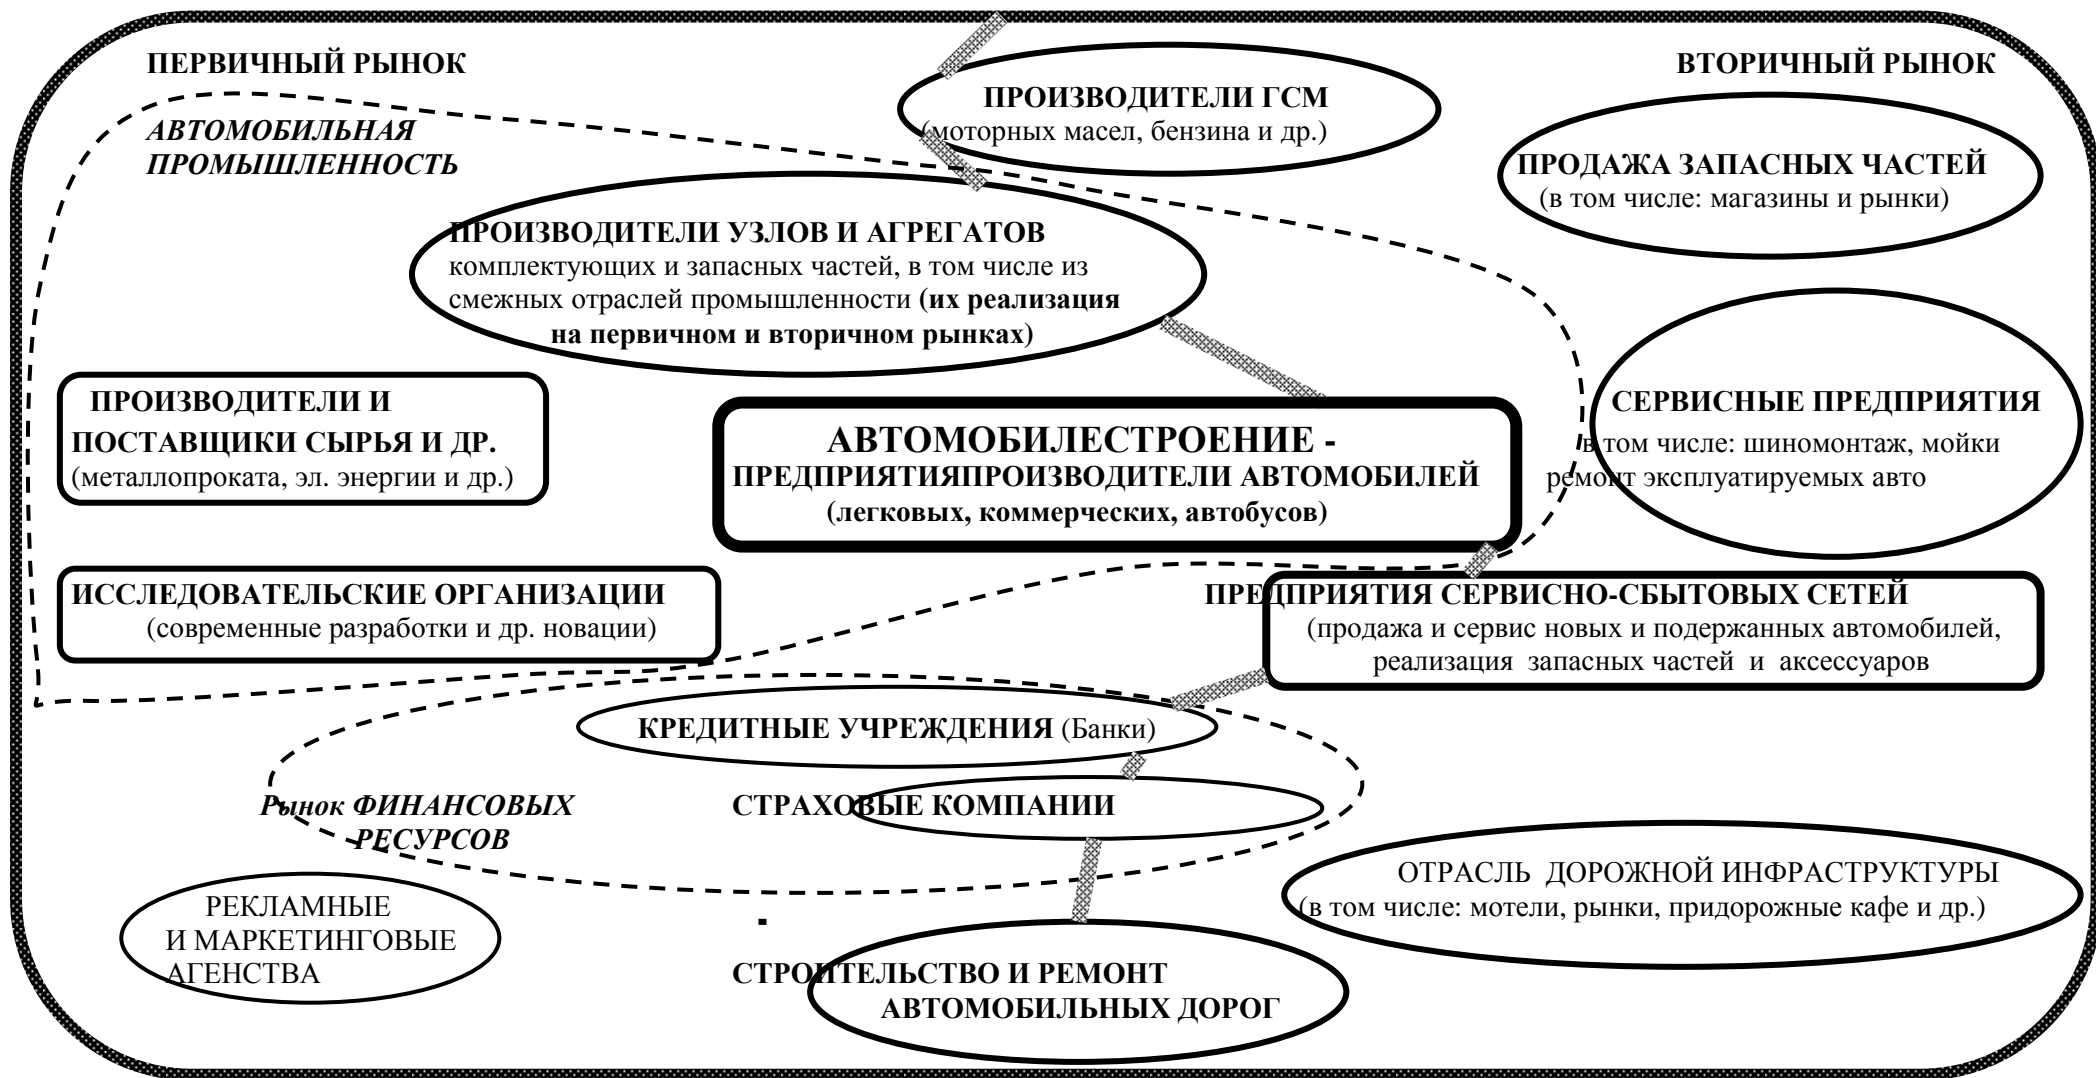 ПЕРВИЧНЫЙ РЫНОК
ВТОРИЧНЫЙ РЫНОК
ПРОИЗВОДИТЕЛИ ГСМ
(моторных масел, бензина и др.)
АВТОМОБИЛЬНАЯ
ПРОМЫШЛЕННОСТЬ
ПРОДАЖА ЗАПАСНЫХ ЧАСТЕЙ
(в том числе: магазины и рынки)
ПРОИЗВОДИТЕЛИ УЗЛОВ И АГРЕГАТОВ
комплектующих и запасных частей, в том числе из
смежных отраслей промышленности (их реализация
на первичном и вторичном рынках)
ПРОИЗВОДИТЕЛИ И
ПОСТАВЩИКИ СЫРЬЯ И ДР.
(металлопроката, эл. энергии и др.)
АВТОМОБИЛЕСТРОЕНИЕ -
ПРЕДПРИЯТИЯПРОИЗВОДИТЕЛИ АВТОМОБИЛЕЙ
(легковых, коммерческих, автобусов)
СЕРВИСНЫЕ ПРЕДПРИЯТИЯ
в том числе: шиномонтаж, мойки
ремонт эксплуатируемых авто
ИССЛЕДОВАТЕЛЬСКИЕ ОРГАНИЗАЦИИ
(современные разработки и др. новации)
ПРЕДПРИЯТИЯ СЕРВИСНО-СБЫТОВЫХ СЕТЕЙ
(продажа и сервис новых и подержанных автомобилей,
реализация запасных частей и аксессуаров
КРЕДИТНЫЕ УЧРЕЖДЕНИЯ (Банки)
Рынок ФИНАНСОВЫХ
РЕСУРСОВ
СТРАХОВЫЕ КОМПАНИИ
ОТРАСЛЬ ДОРОЖНОЙ ИНФРАСТРУКТУРЫ
(в том числе: мотели, рынки, придорожные кафе и др.)
РЕКЛАМНЫЕ
И МАРКЕТИНГОВЫЕ
АГЕНСТВА
-
СТРОИТЕЛЬСТВО И РЕМОНТ
АВТОМОБИЛЬНЫХ ДОРОГ